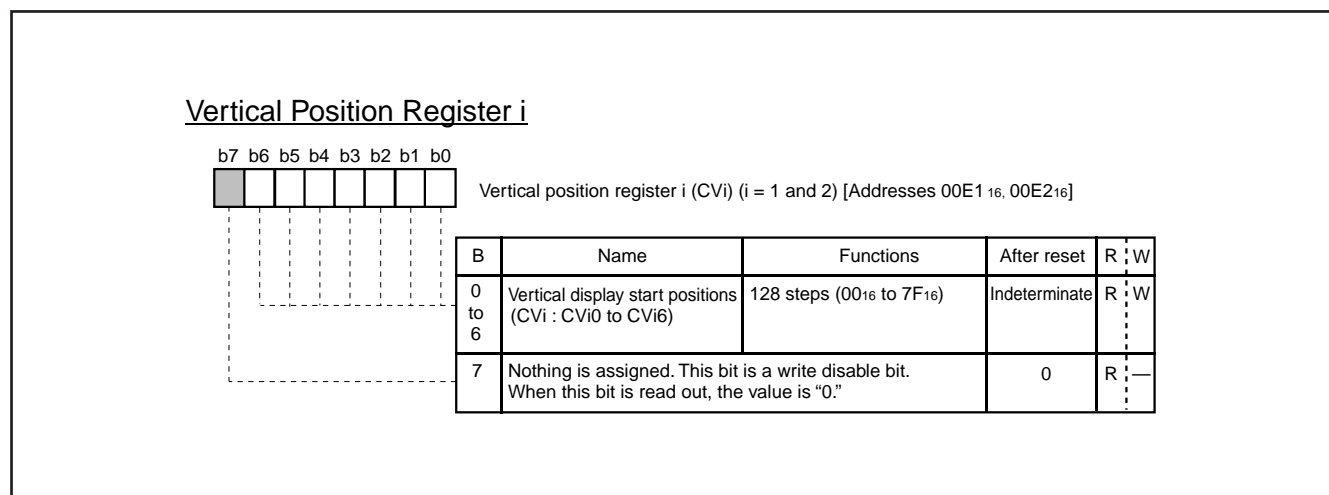 Vertical Position Register i
b7 b6 b5 b4 b3 b2 b1 b0
Vertical position register i (CVi) (i = 1 and 2) [Addresses 00E1 16, 00E216]
B Name Functions After reset R W
0 to 6 Vertical display start positions (CVi : CVi0 to CVi6) 128 steps (0016 to 7F16) Indeterminate R W
7 Nothing is assigned. This bit is a write disable bit. When this bit is read out, the value is “0.” 0 R —